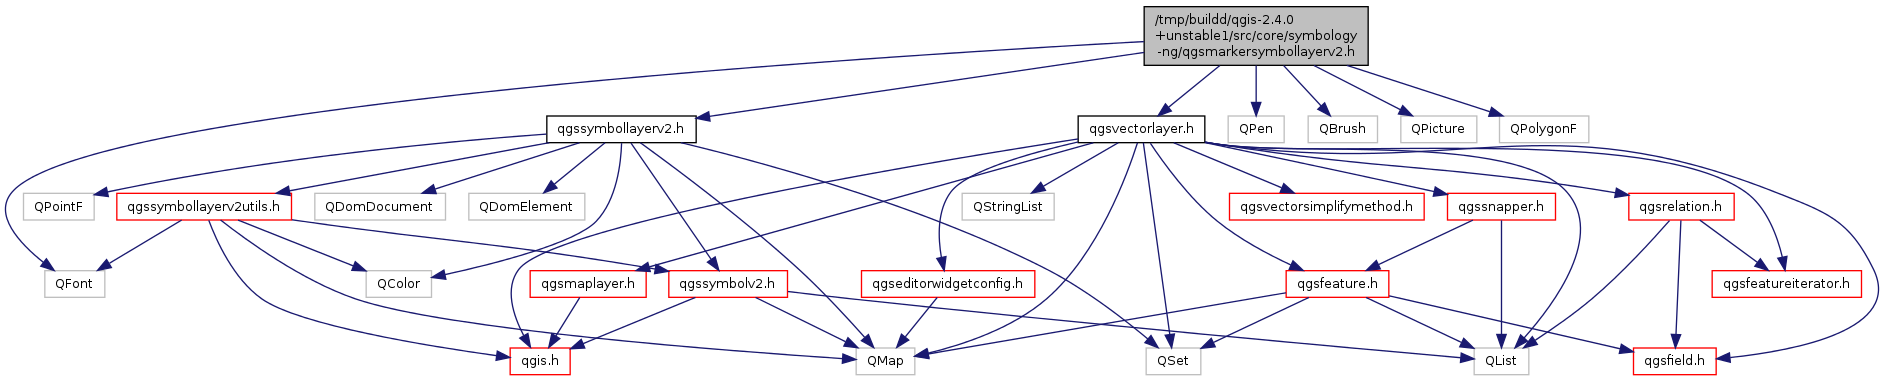 /tmp/buildd/qgis-2.4.0
+unstable1/src/core/symbology
-ng/qgsmarkersymbollayerv2.h
qgssymbollayerv2.h
qgsvectorlayer.h
QPen
QBrush
QPicture
QPolygonF
QPointF
qgssymbollayerv2utils.h
QDomDocument
QDomElement
QStringList
qgsvectorsimplifymethod.h
qgssnapper.h
qgsrelation.h
QFont
QColor
qgsmaplayer.h
qgssymbolv2.h
qgseditorwidgetconfig.h
qgsfeature.h
qgsfeatureiterator.h
qgis.h
QMap
QSet
QList
qgsfield.h